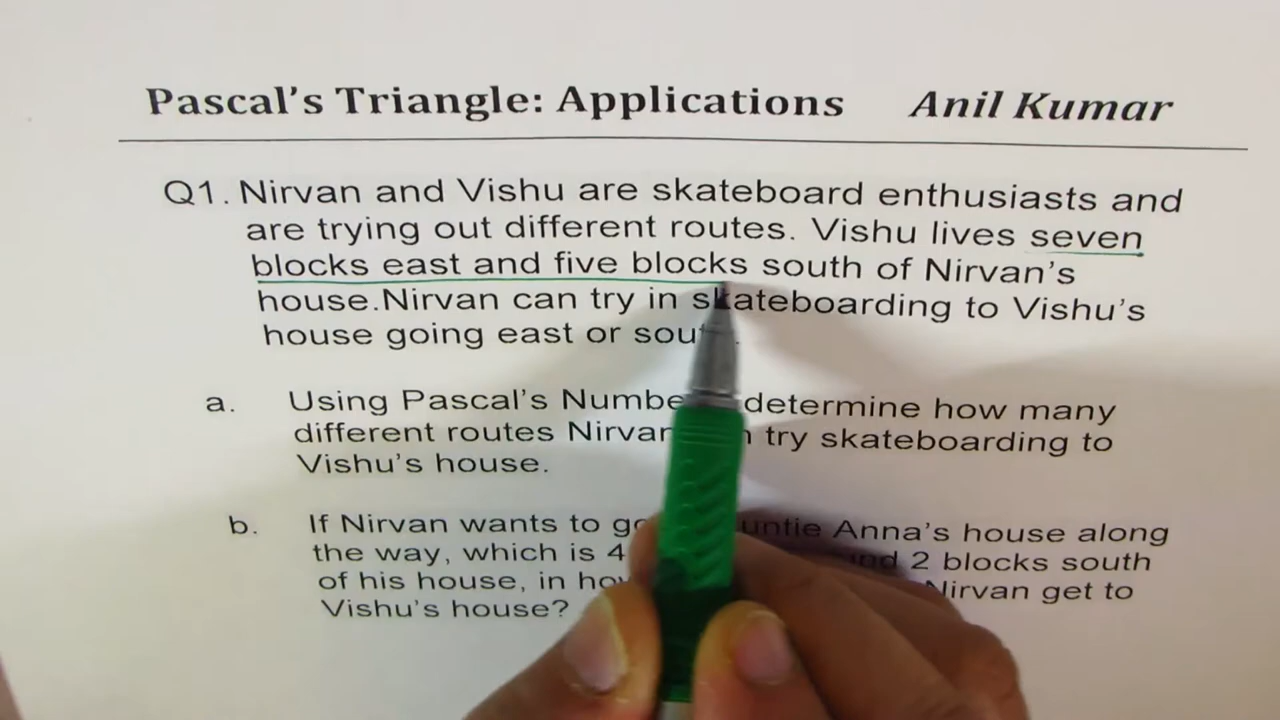 Pascal's Triangle: Applications Anil Kumar
Q1. Nirvan and Vishu are skateboard enthusiasts and
are trying out different routes. Vishu lives seven
blocks east and five blocks south of Nirvan's
house.Nirvan can try in skateboarding to Vishu's
house going east or
a. Using Pascal's determine how many
different routes try skateboarding to
Vishu's house.
b. If Nirvan wants to Anna's house along
the way, which is 4 2 blocks south
of his house, in Nirvan get to
Vishu's house?